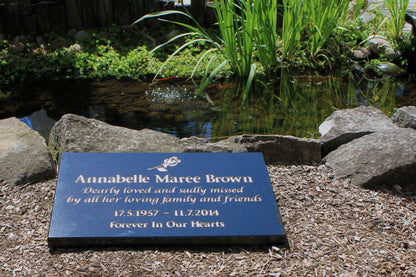 Annabelle Maree Brown
Dearly loved and sadly missed
by all her loving family and friends
17.5.1957 ~ 11.7.2014
Forever In Our Hearts